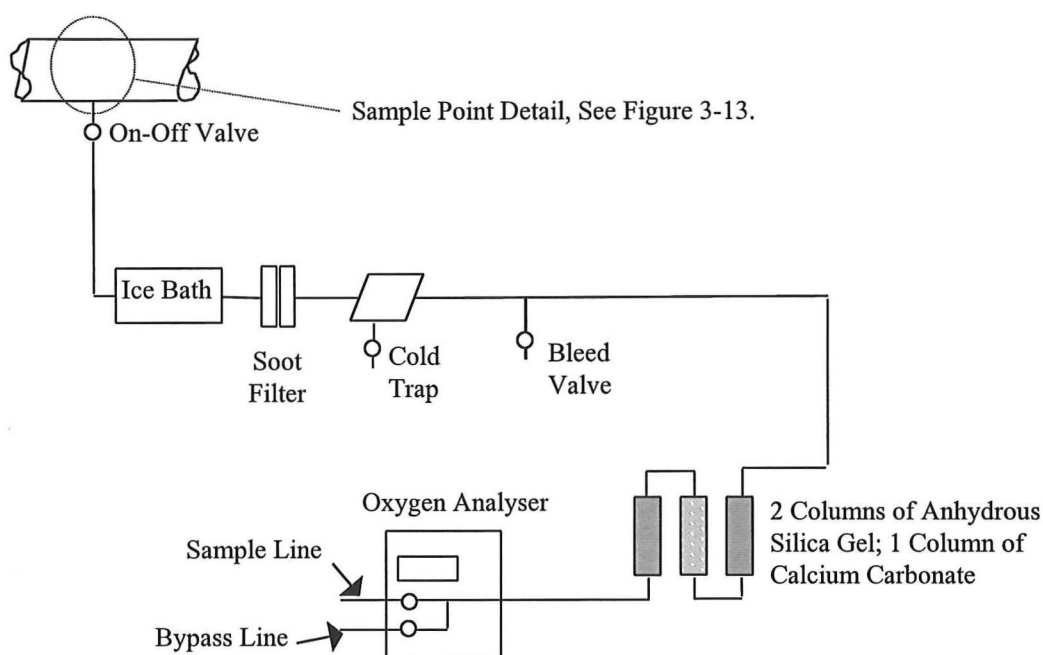 Sample Point Detail, See Figure 3-13.
On-Off Valve
Ice Bath
Soot
Filter
Cold
Trap
Bleed
Valve
2 Columns of Anhydrous
Silica Gel; 1 Column of
Calcium Carbonate
Oxygen Analyser
Sample Line
Bypass Line